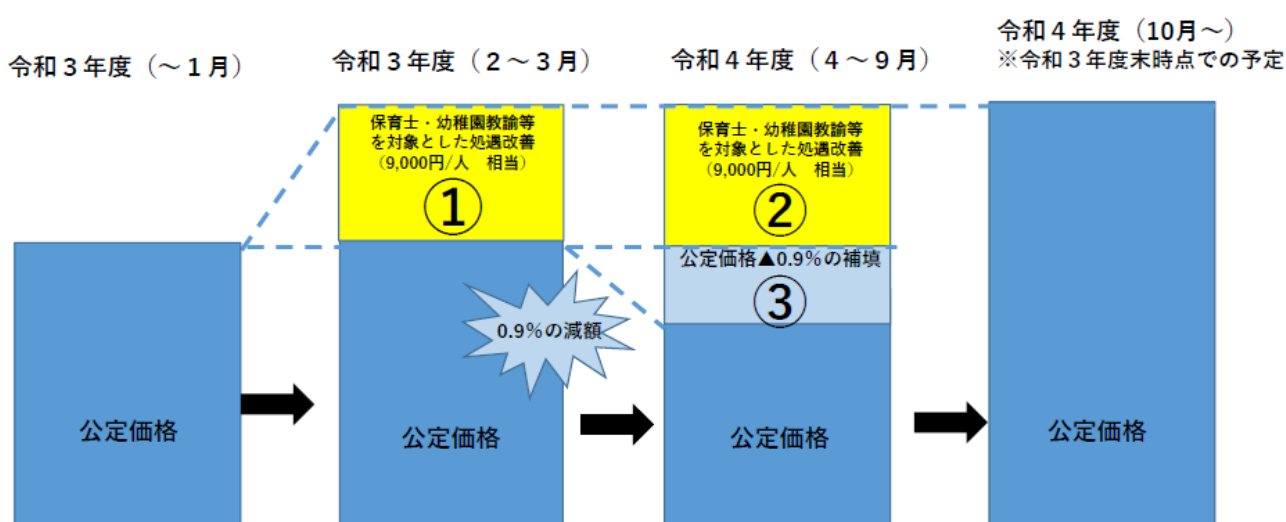 令和３年度（～１月）
公定価格
令和３年度（２～３月）
保育士・幼稚園教諭等
を対象とした処遇改善
（9,000円/人　相当）
①
0.9％の減額
公定価格
令和４年度（４～９月）
保育士・幼稚園教諭等
を対象とした処遇改善
（9,000円/人　相当）
②
公定価格▲0.9％の補填
③
公定価格
令和４年度（10月～）
※令和３年度末時点での予定
公定価格